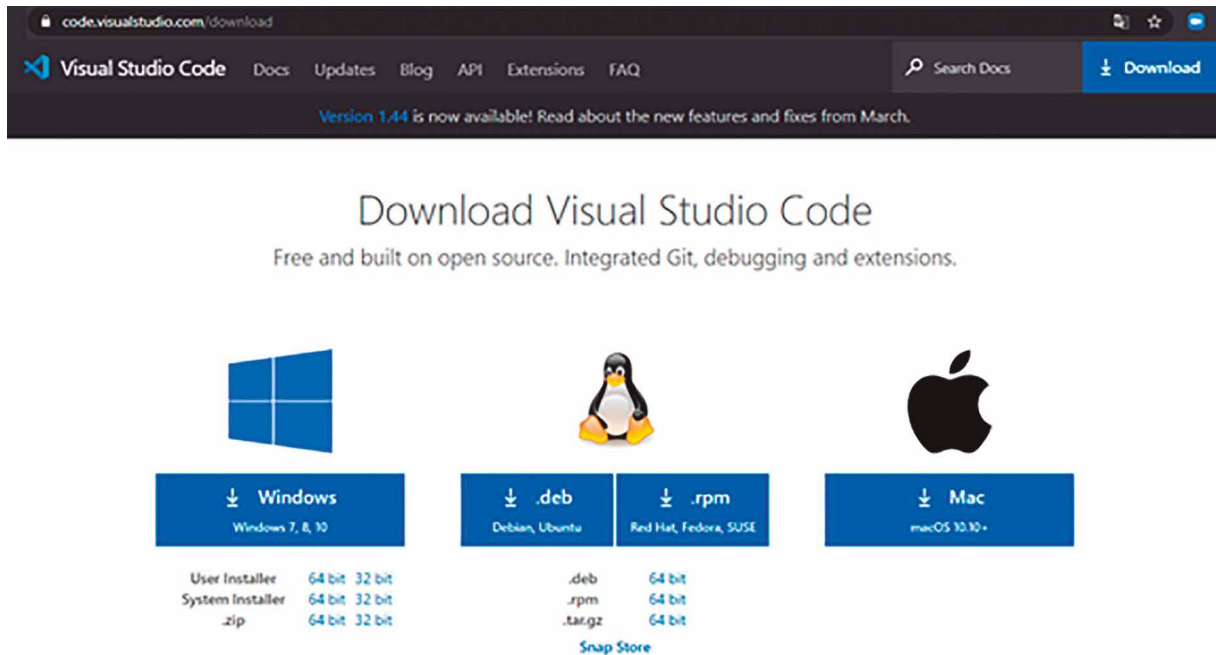 code.visualstudio.com/download
Visual Studio Code Docs Updates Blog API Extensions FAQ Search Docs Download
Version 1.44 is now available! Read about the new features and fixes from March.
Download Visual Studio Code
Free and built on open source. Integrated Git, debugging and extensions.
Windows
Windows 7, 8, 10
.deb
Debian, Ubuntu
.rpm
Red Hat, Fedora, SUSE
Mac
macOS 10.10+
User Installer 64 bit 32 bit
System Installer 64 bit 32 bit
.zip 64 bit 32 bit
.deb 64 bit
.rpm 64 bit
.tar.gz 64 bit
Snap Store